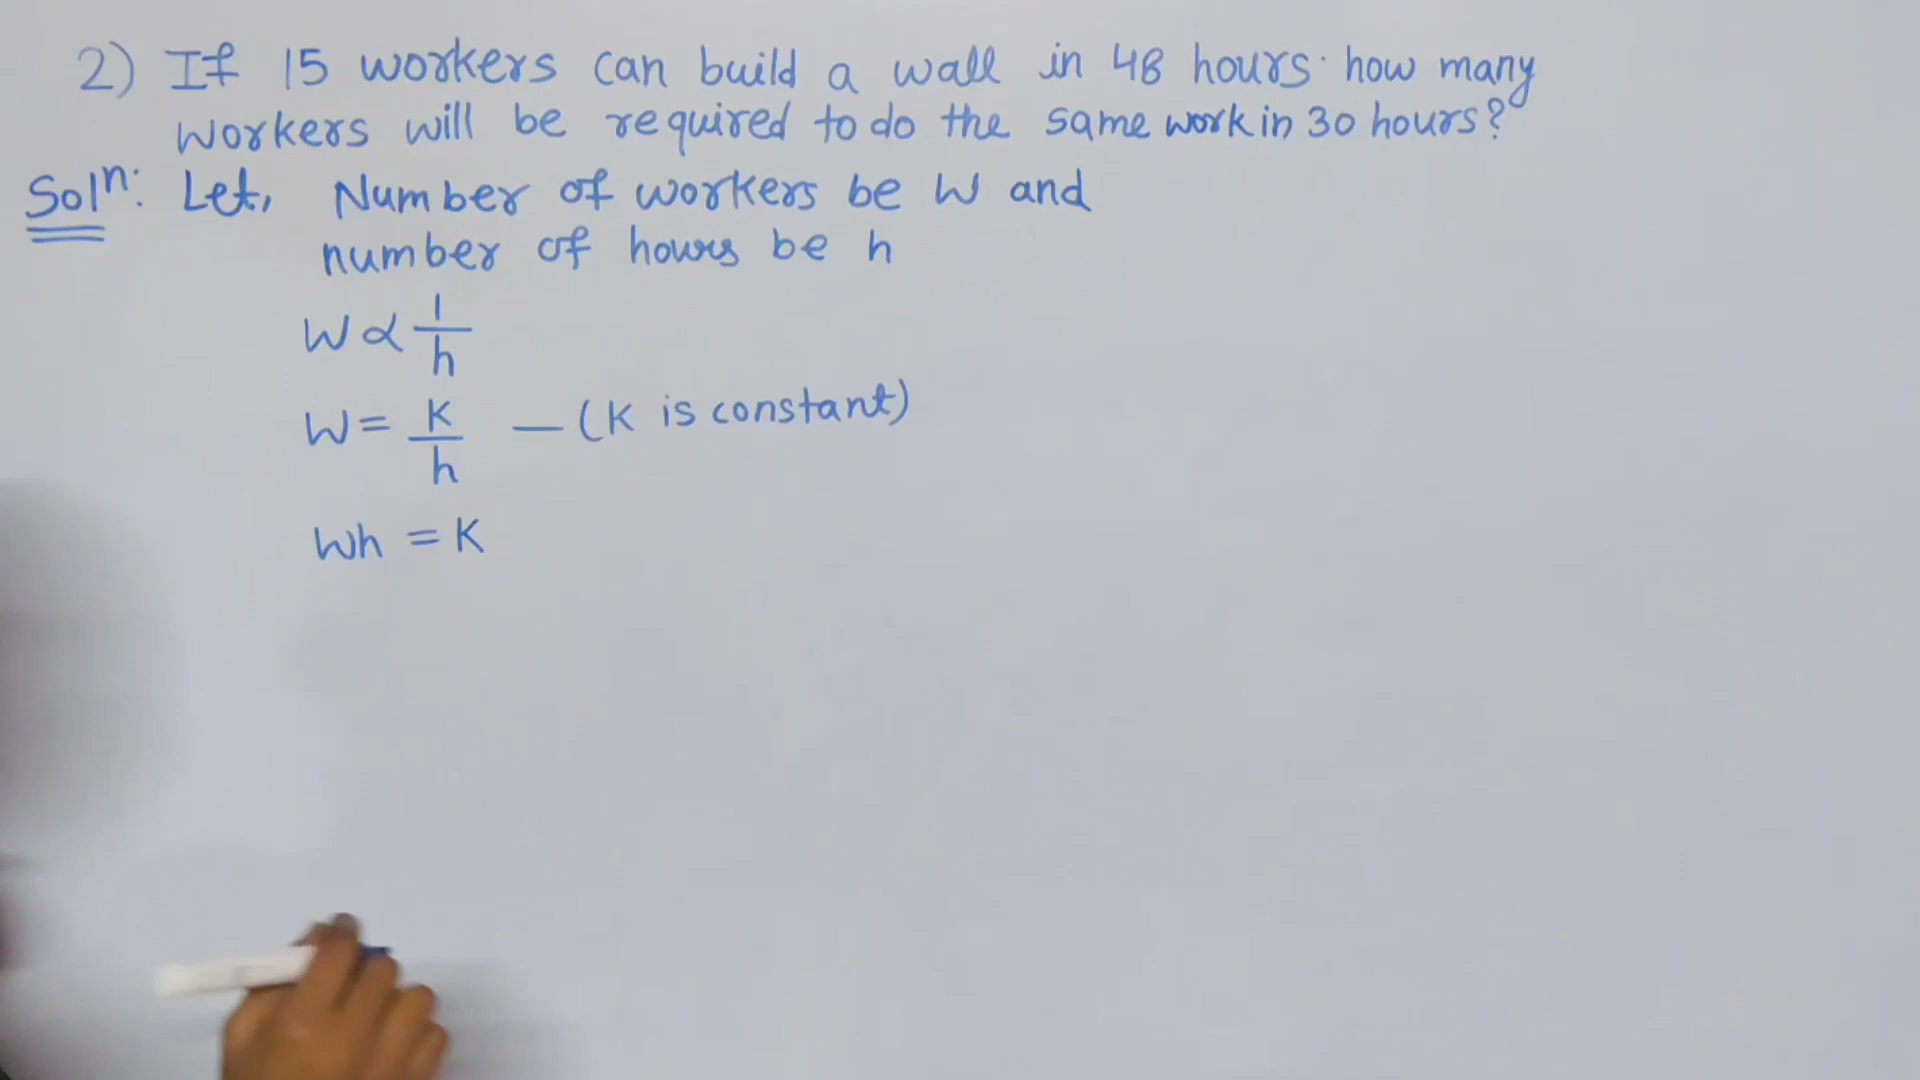 2) If 15 workers can build a wall in 48 hours. how many
workers will be required to do the same work in 30 hours?
Solⁿ: Let, Number of workers be W and
number of hours be h
W ∝ 1/h
W = K/h — (K is constant)
Wh = K